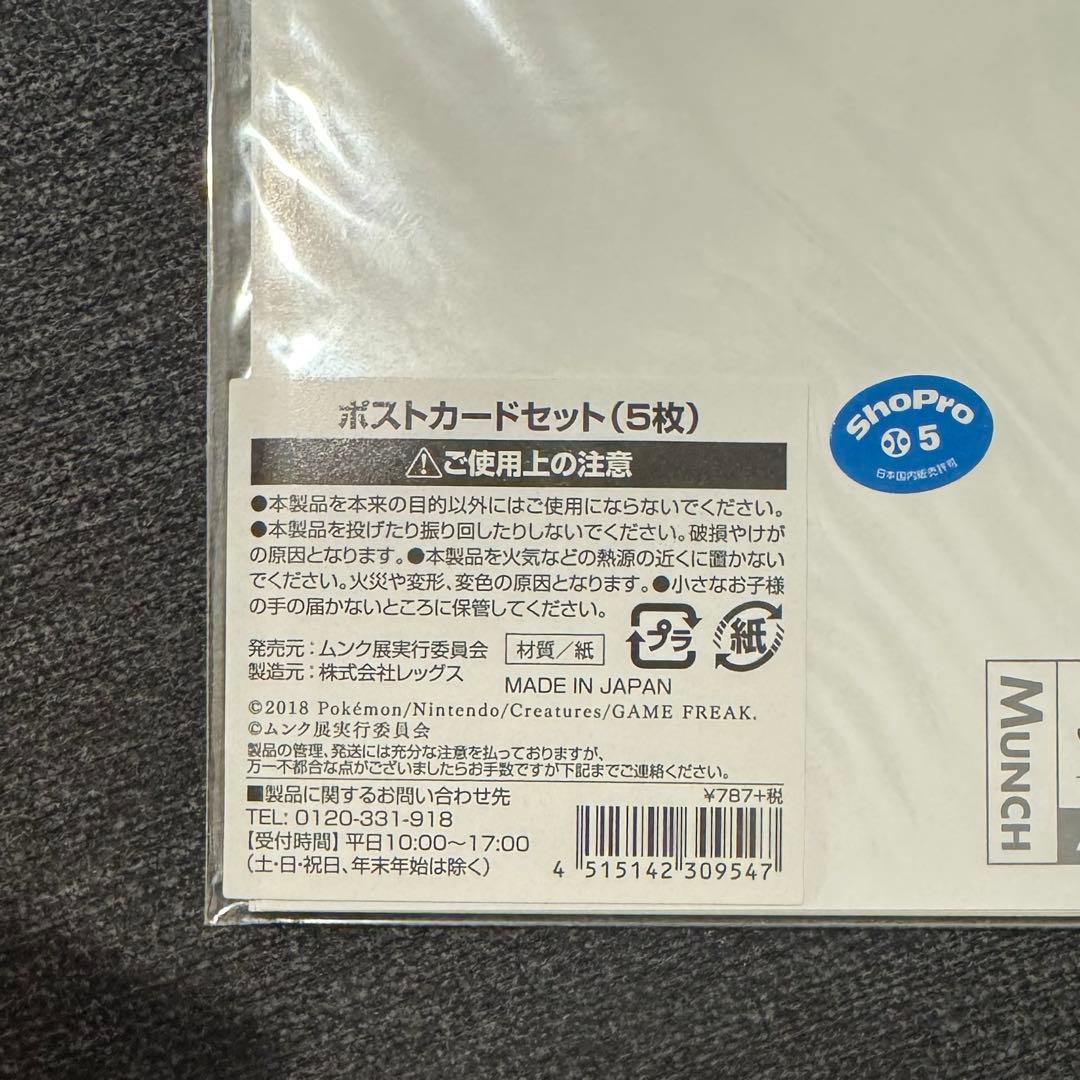 ポストカードセット(5枚)
⚠ご使用上の注意
●本製品を本来の目的以外にはご使用にならないでください。
●本製品を投げたり振り回したりしないでください。破損やけが
の原因となります。●本製品を火気などの熱源の近くに置かない
でください。火災や変形、変色の原因となります。●小さなお子様
の手の届かないところに保管してください。
プラ
紙
発売元:ムンク展実行委員会
材質/紙
製造元:株式会社レッグス
MADE IN JAPAN
©2018 Pokémon/Nintendo/Creatures/GAME FREAK.
©ムンク展実行委員会
製品の管理、発送には充分な注意を払っておりますが、
万一不都合な点がございましたらお手数ですが下記までご連絡ください。
■製品に関するお問い合わせ先
¥787+税
TEL: 0120-331-918
【受付時間】平日10:00～17:00
(土・日・祝日、年末年始は除く)
4 515142 309547
ShoPro
5
日本国内販売許可
MUNCH